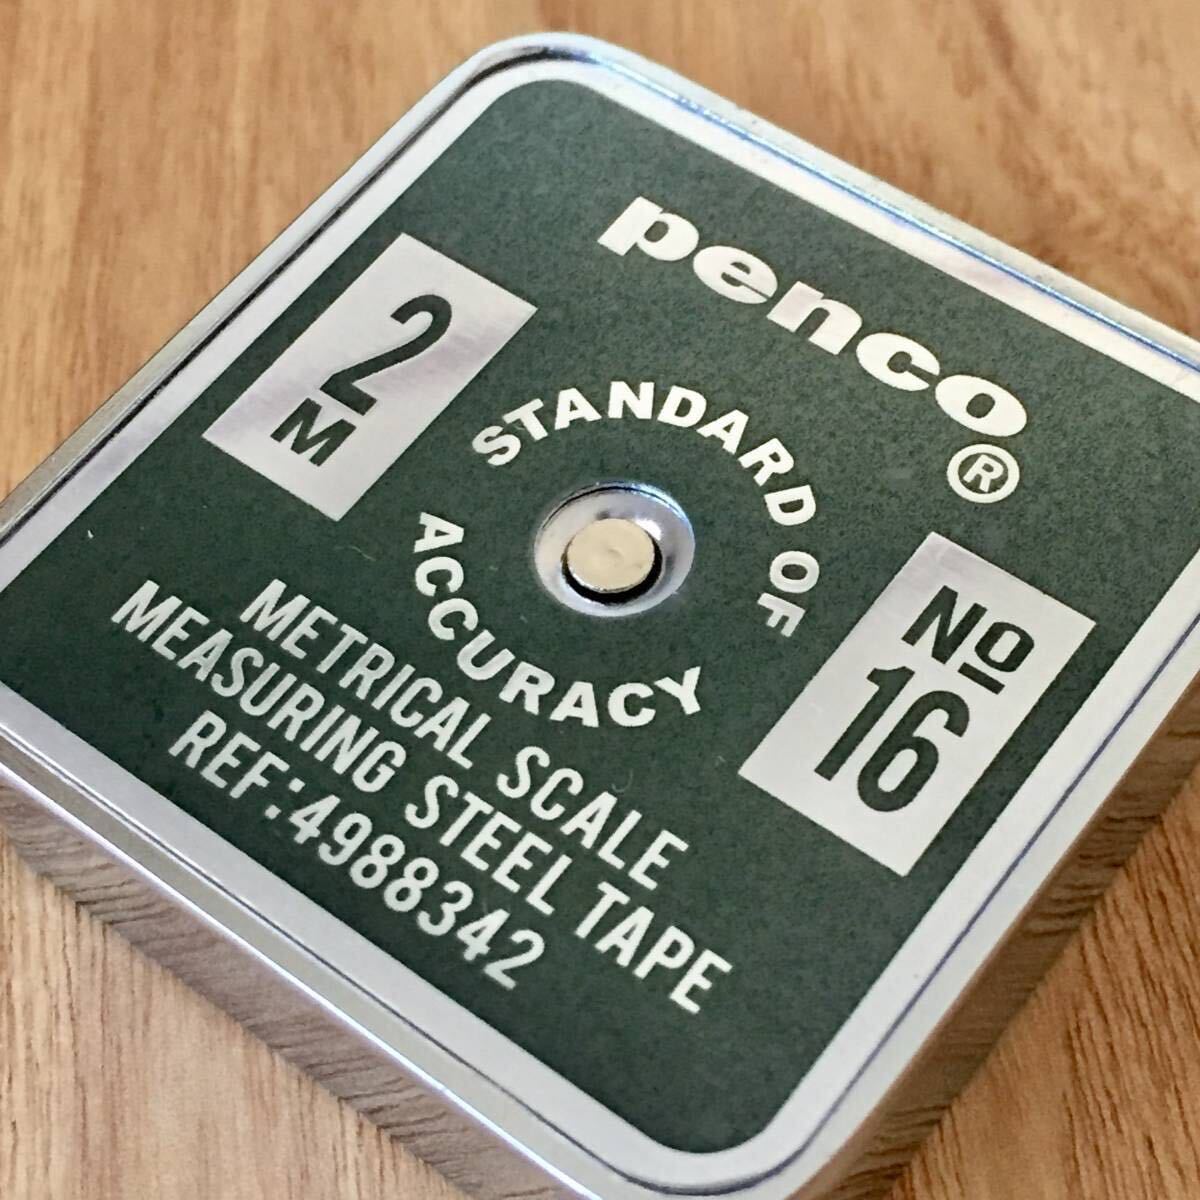 penco®
2
M
STANDARD OF
ACCURACY
Nº
16
METRICAL SCALE
MEASURING STEEL TAPE
REF:4988342